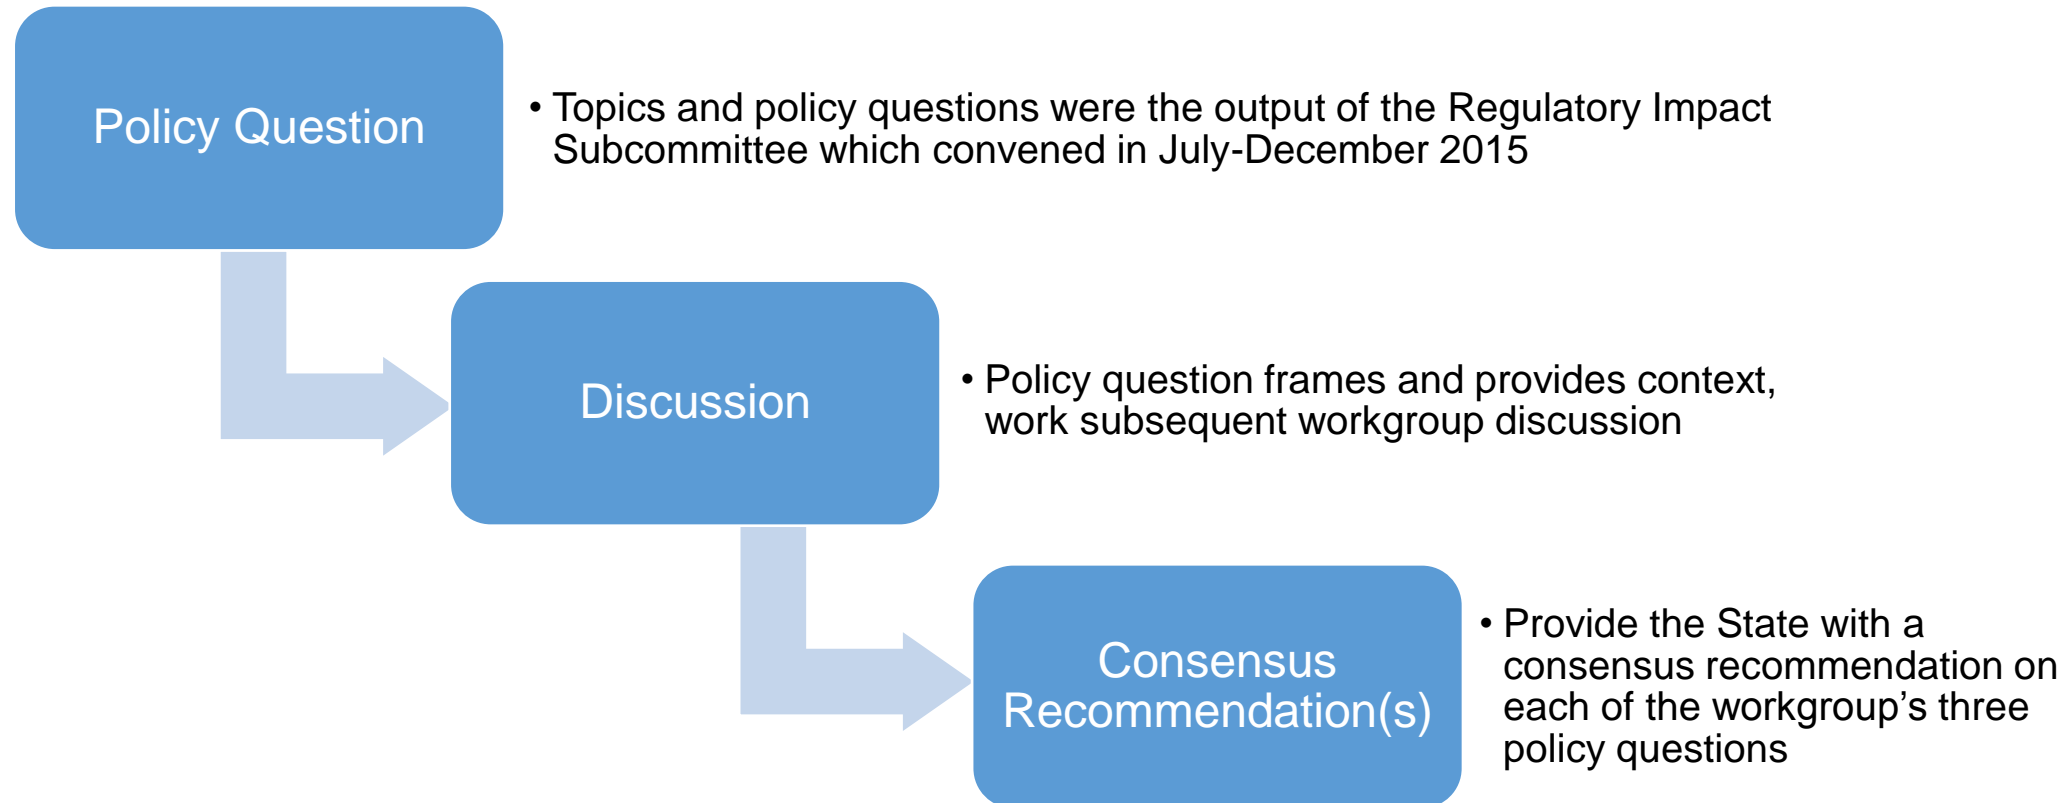 Policy Question
• Topics and policy questions were the output of the Regulatory Impact
Subcommittee which convened in July-December 2015
Discussion
• Policy question frames and provides context,
work subsequent workgroup discussion
Consensus
Recommendation(s)
• Provide the State with a
consensus recommendation on
each of the workgroup’s three
policy questions